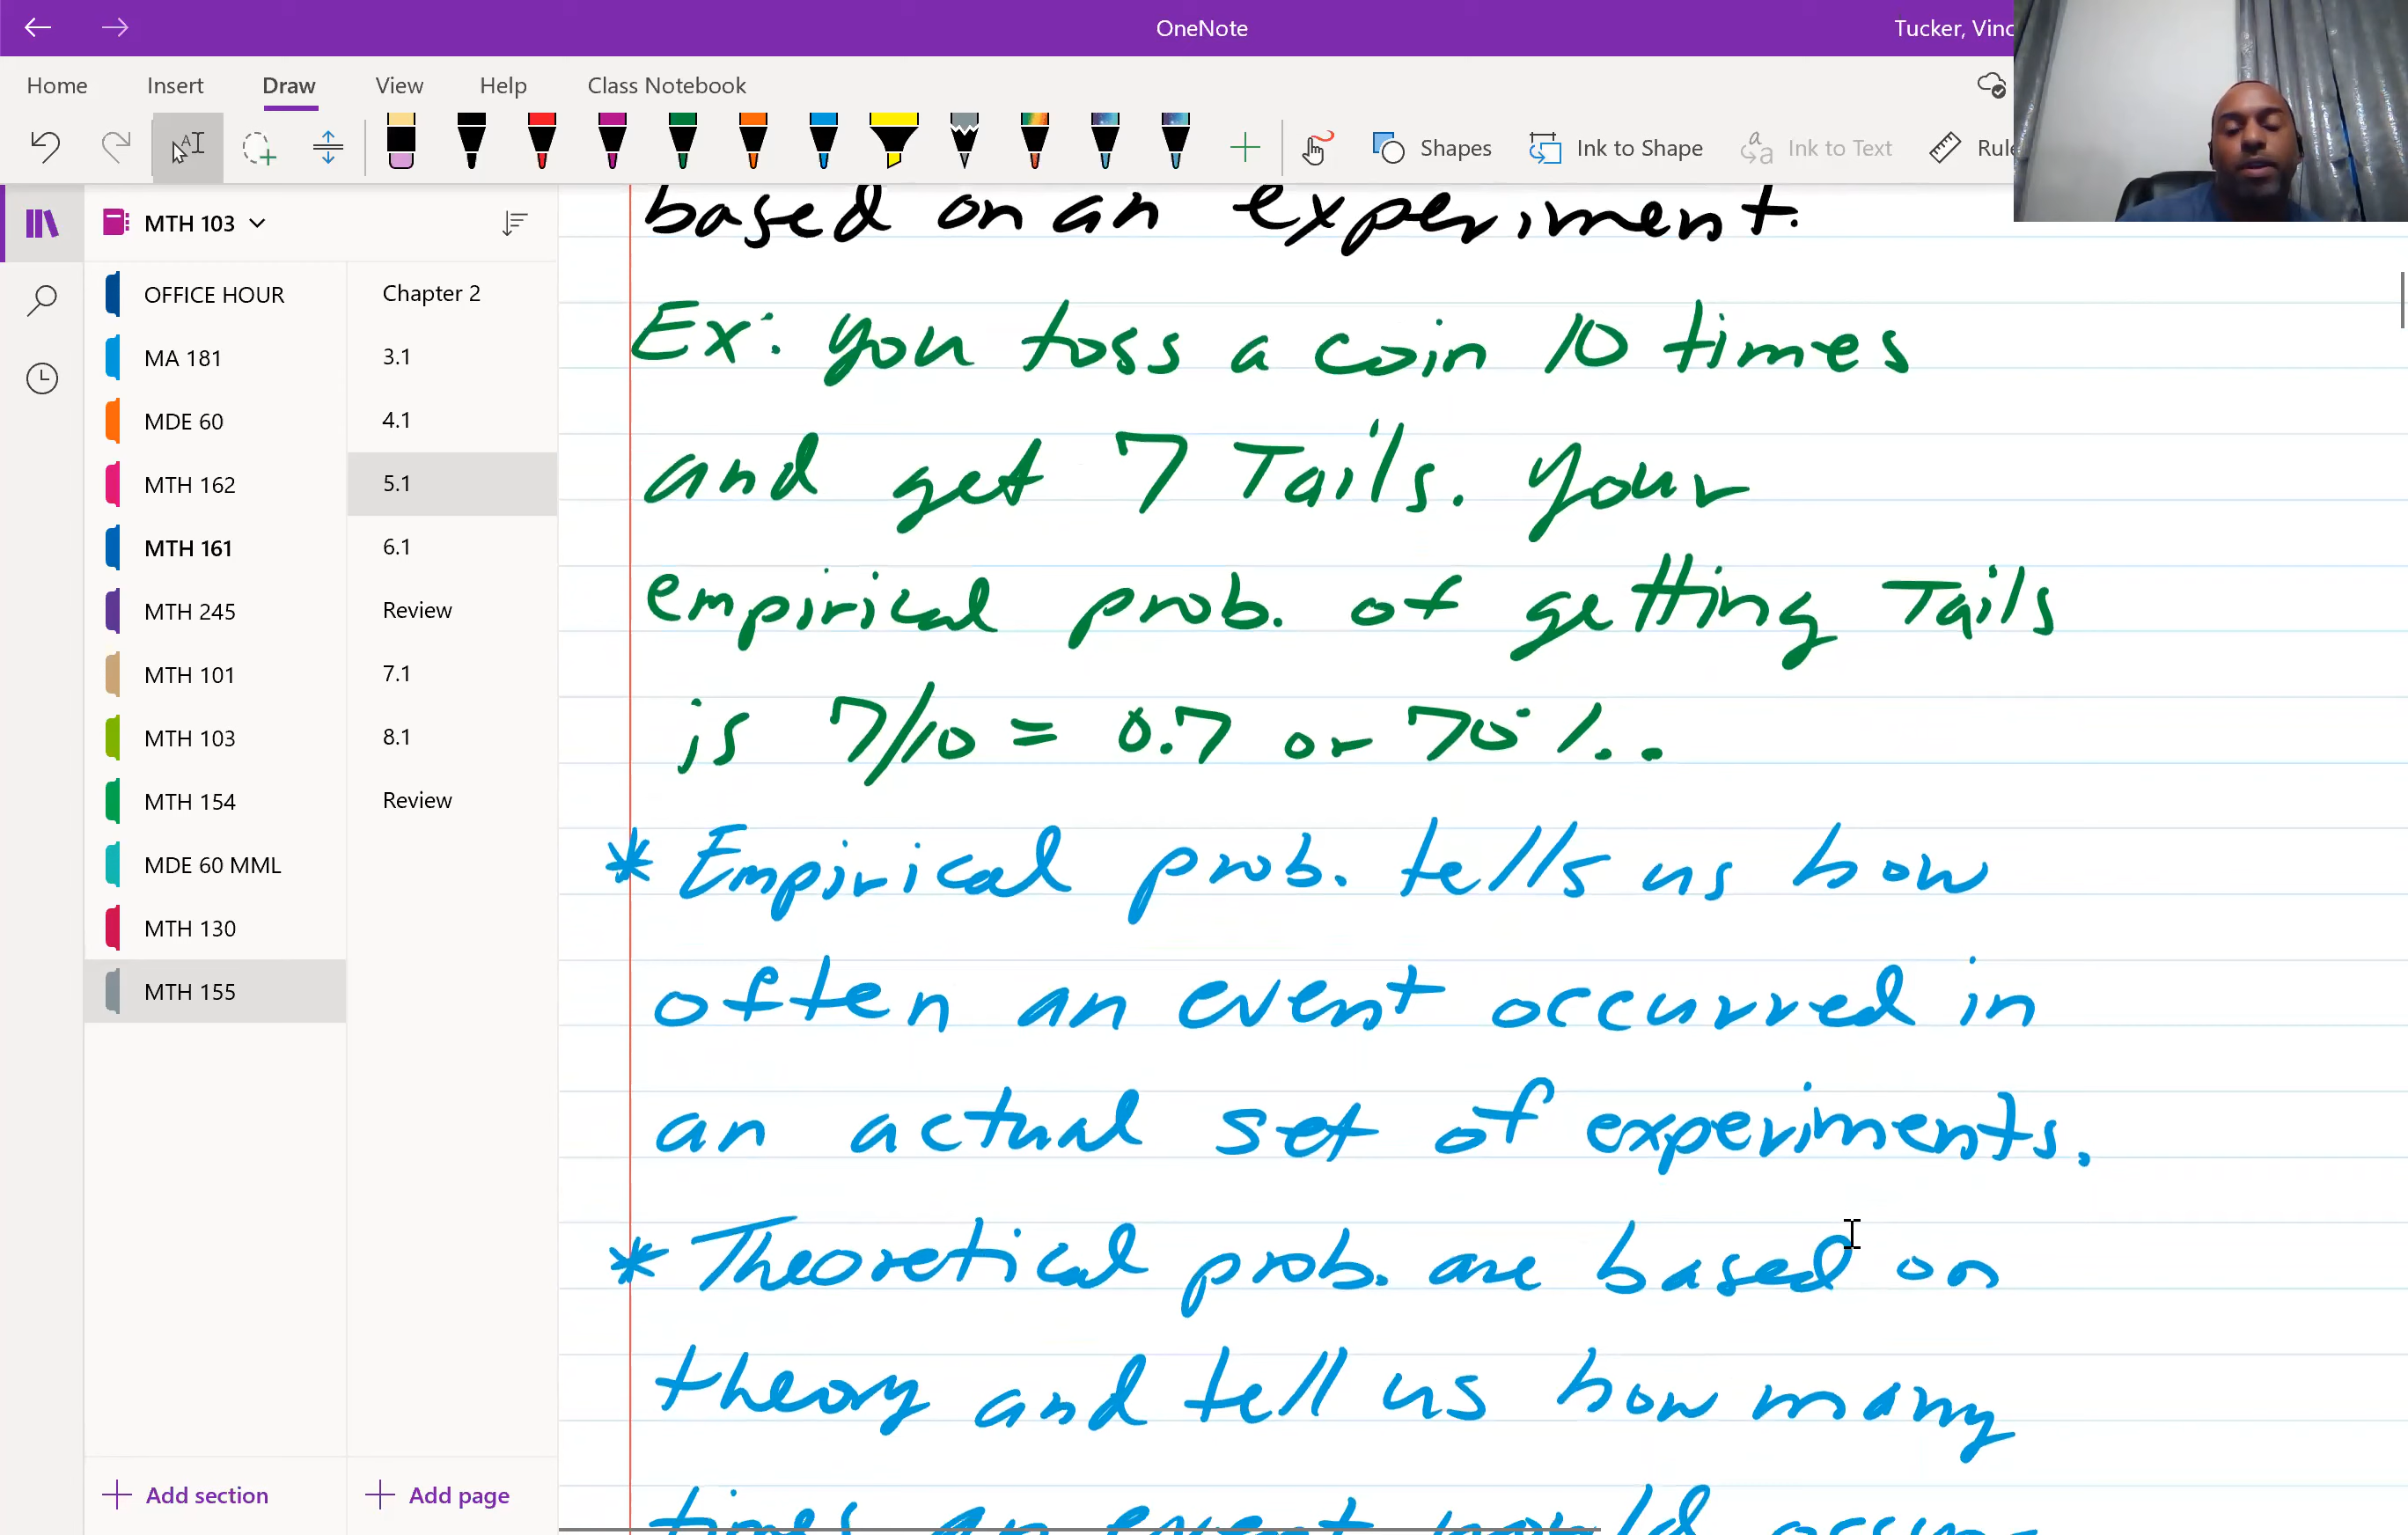 OneNote
Tucker, Vinc
Home Insert Draw View Help Class Notebook
Shapes Ink to Shape Ink to Text Rule
MTH 103
OFFICE HOUR
MA 181
MDE 60
MTH 162
MTH 161
MTH 245
MTH 101
MTH 103
MTH 154
MDE 60 MML
MTH 130
MTH 155
Add section
Chapter 2
3.1
4.1
5.1
6.1
Review
7.1
8.1
Review
Add page
based on an experiment.
Ex: you toss a coin 10 times
and get 7 Tails. Your
empirical prob. of getting Tails
is 7/10 = 0.7 or 70%.
* Empirical prob. tells us how
often an event occurred in
an actual set of experiments.
* Theoretical prob. are based on
theory and tell us how many
times an event would occur